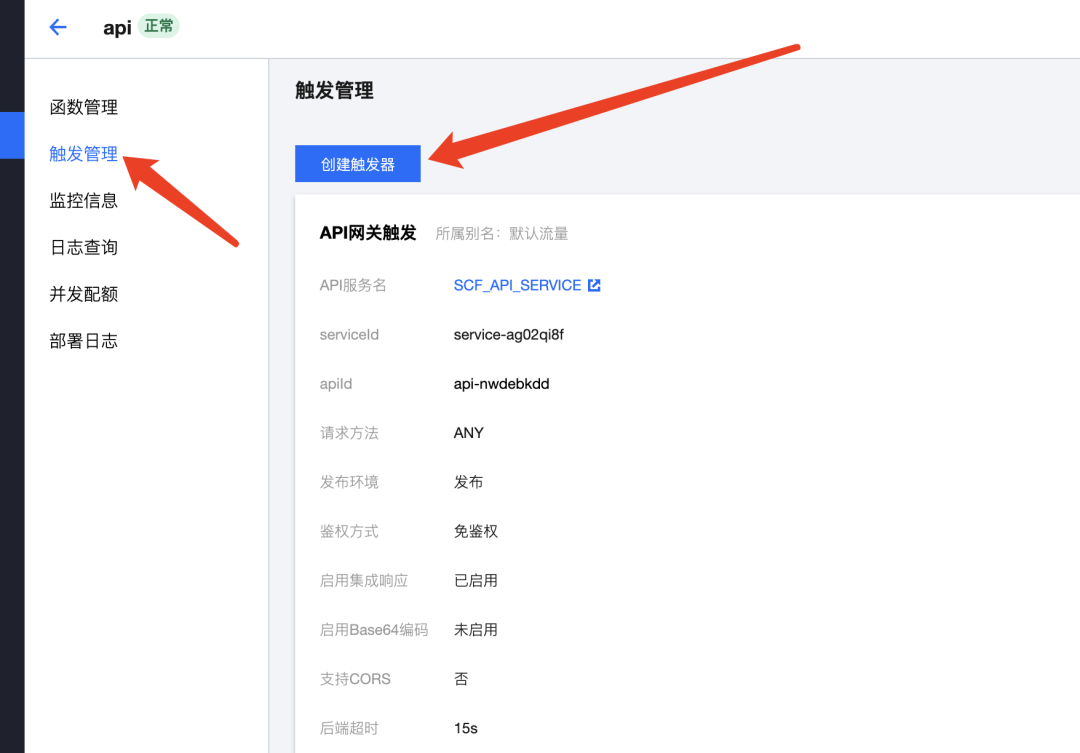 api 正常
函数管理
触发管理
监控信息
日志查询
并发配额
部署日志
触发管理
创建触发器
API网关触发 所属别名：默认流量
API服务名 SCF_API_SERVICE
serviceId service-ag02qi8f
apiId api-nwdebkdd
请求方法 ANY
发布环境 发布
鉴权方式 免鉴权
启用集成响应 已启用
启用Base64编码 未启用
支持CORS 否
后端超时 15s